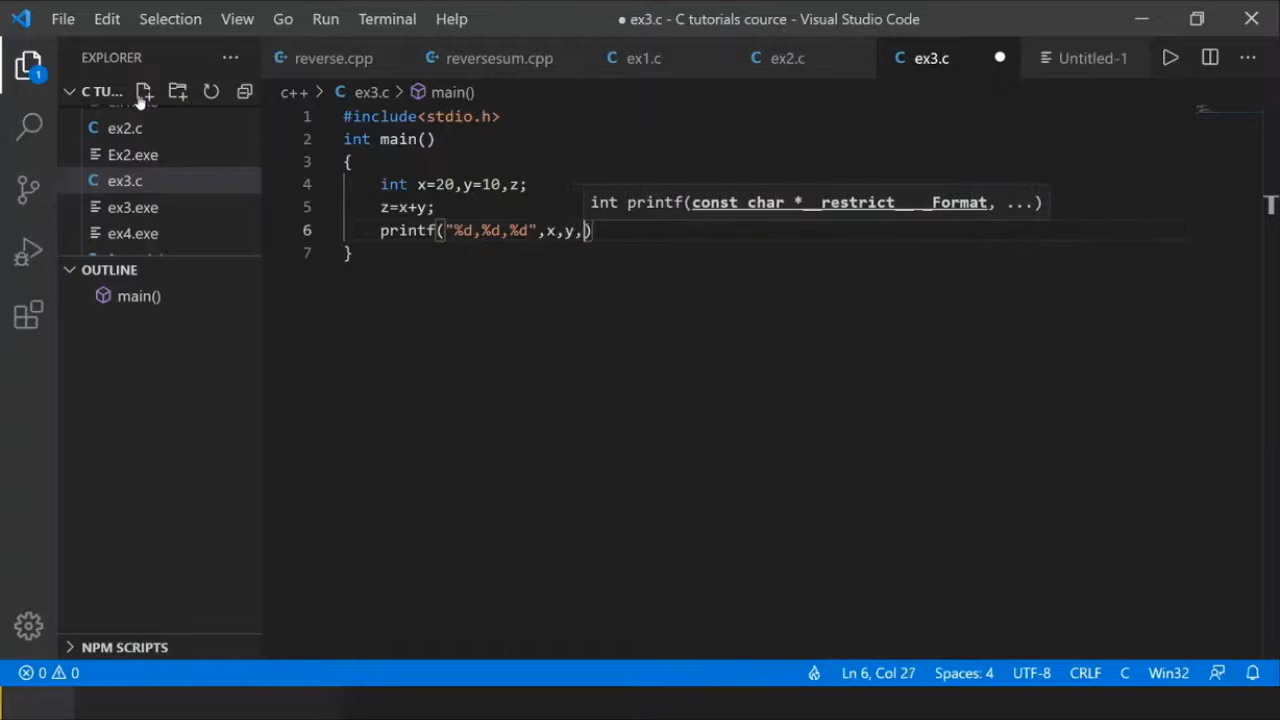 File Edit Selection View Go Run Terminal Help ● ex3.c - C tutorials cource - Visual Studio Code
EXPLORER ··· reverse.cpp reversesum.cpp ex1.c ex2.c C ex3.c Untitled-1 ···
1
C TU... c++ > C ex3.c > main()
C ex2.c
Ex2.exe
C ex3.c
ex3.exe
ex4.exe
OUTLINE
main()
1 #include<stdio.h>
2 int main()
3 {
4 int x=20,y=10,z;
5 z=x+y;
int printf(const char *__restrict__ _Format, ...)
6 printf("%d,%d,%d",x,y,)
7 }
T
NPM SCRIPTS
0 0 Ln 6, Col 27 Spaces: 4 UTF-8 CRLF C Win32